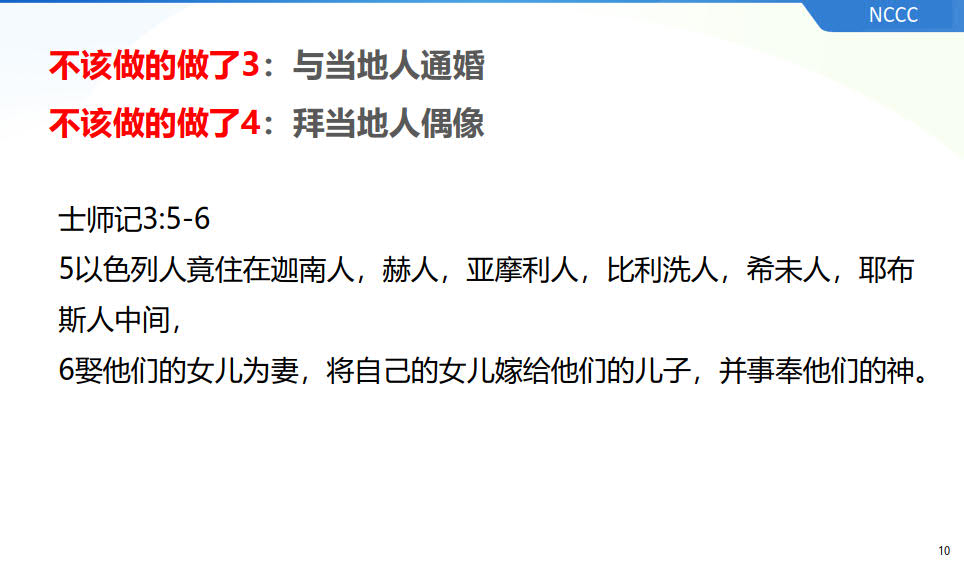 NCCC
不该做的做了3：与当地人通婚
不该做的做了4：拜当地人偶像
士师记3:5-6
5以色列人竟住在迦南人，赫人，亚摩利人，比利洗人，希未人，耶布
斯人中间，
6娶他们的女儿为妻，将自己的女儿嫁给他们的儿子，并事奉他们的神。
10